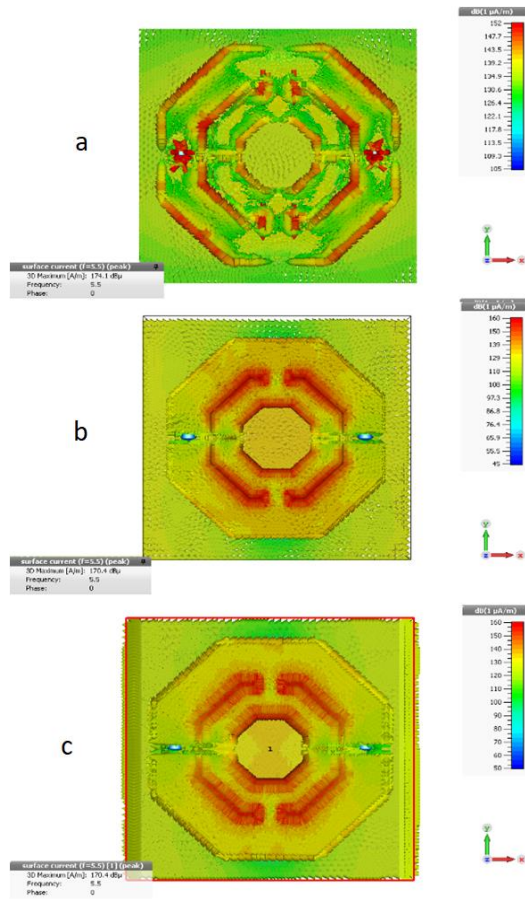 dB(1 µA/m)
152
147.7
143.5
139.2
134.9
130.6
126.4
122.1
117.8
113.5
109.3
105
a
y
z
x
surface current (f=5.5) (peak)
3D Maximum [A/m]: 174.1 dBµ
Frequency: 5.5
Phase: 0
dB(1 µA/m)
160
149
139
129
118
108
97.3
86.8
76.4
65.9
55.5
45
b
y
z
x
surface current (f=5.5) (peak)
3D Maximum [A/m]: 170.4 dBµ
Frequency: 5.5
Phase: 0
dB(1 µA/m)
160
150
140
130
120
110
100
90
80
70
60
50
c
1
y
z
x
surface current (f=5.5) [1] (peak)
3D Maximum [A/m]: 170.4 dBµ
Frequency: 5.5
Phase: 0